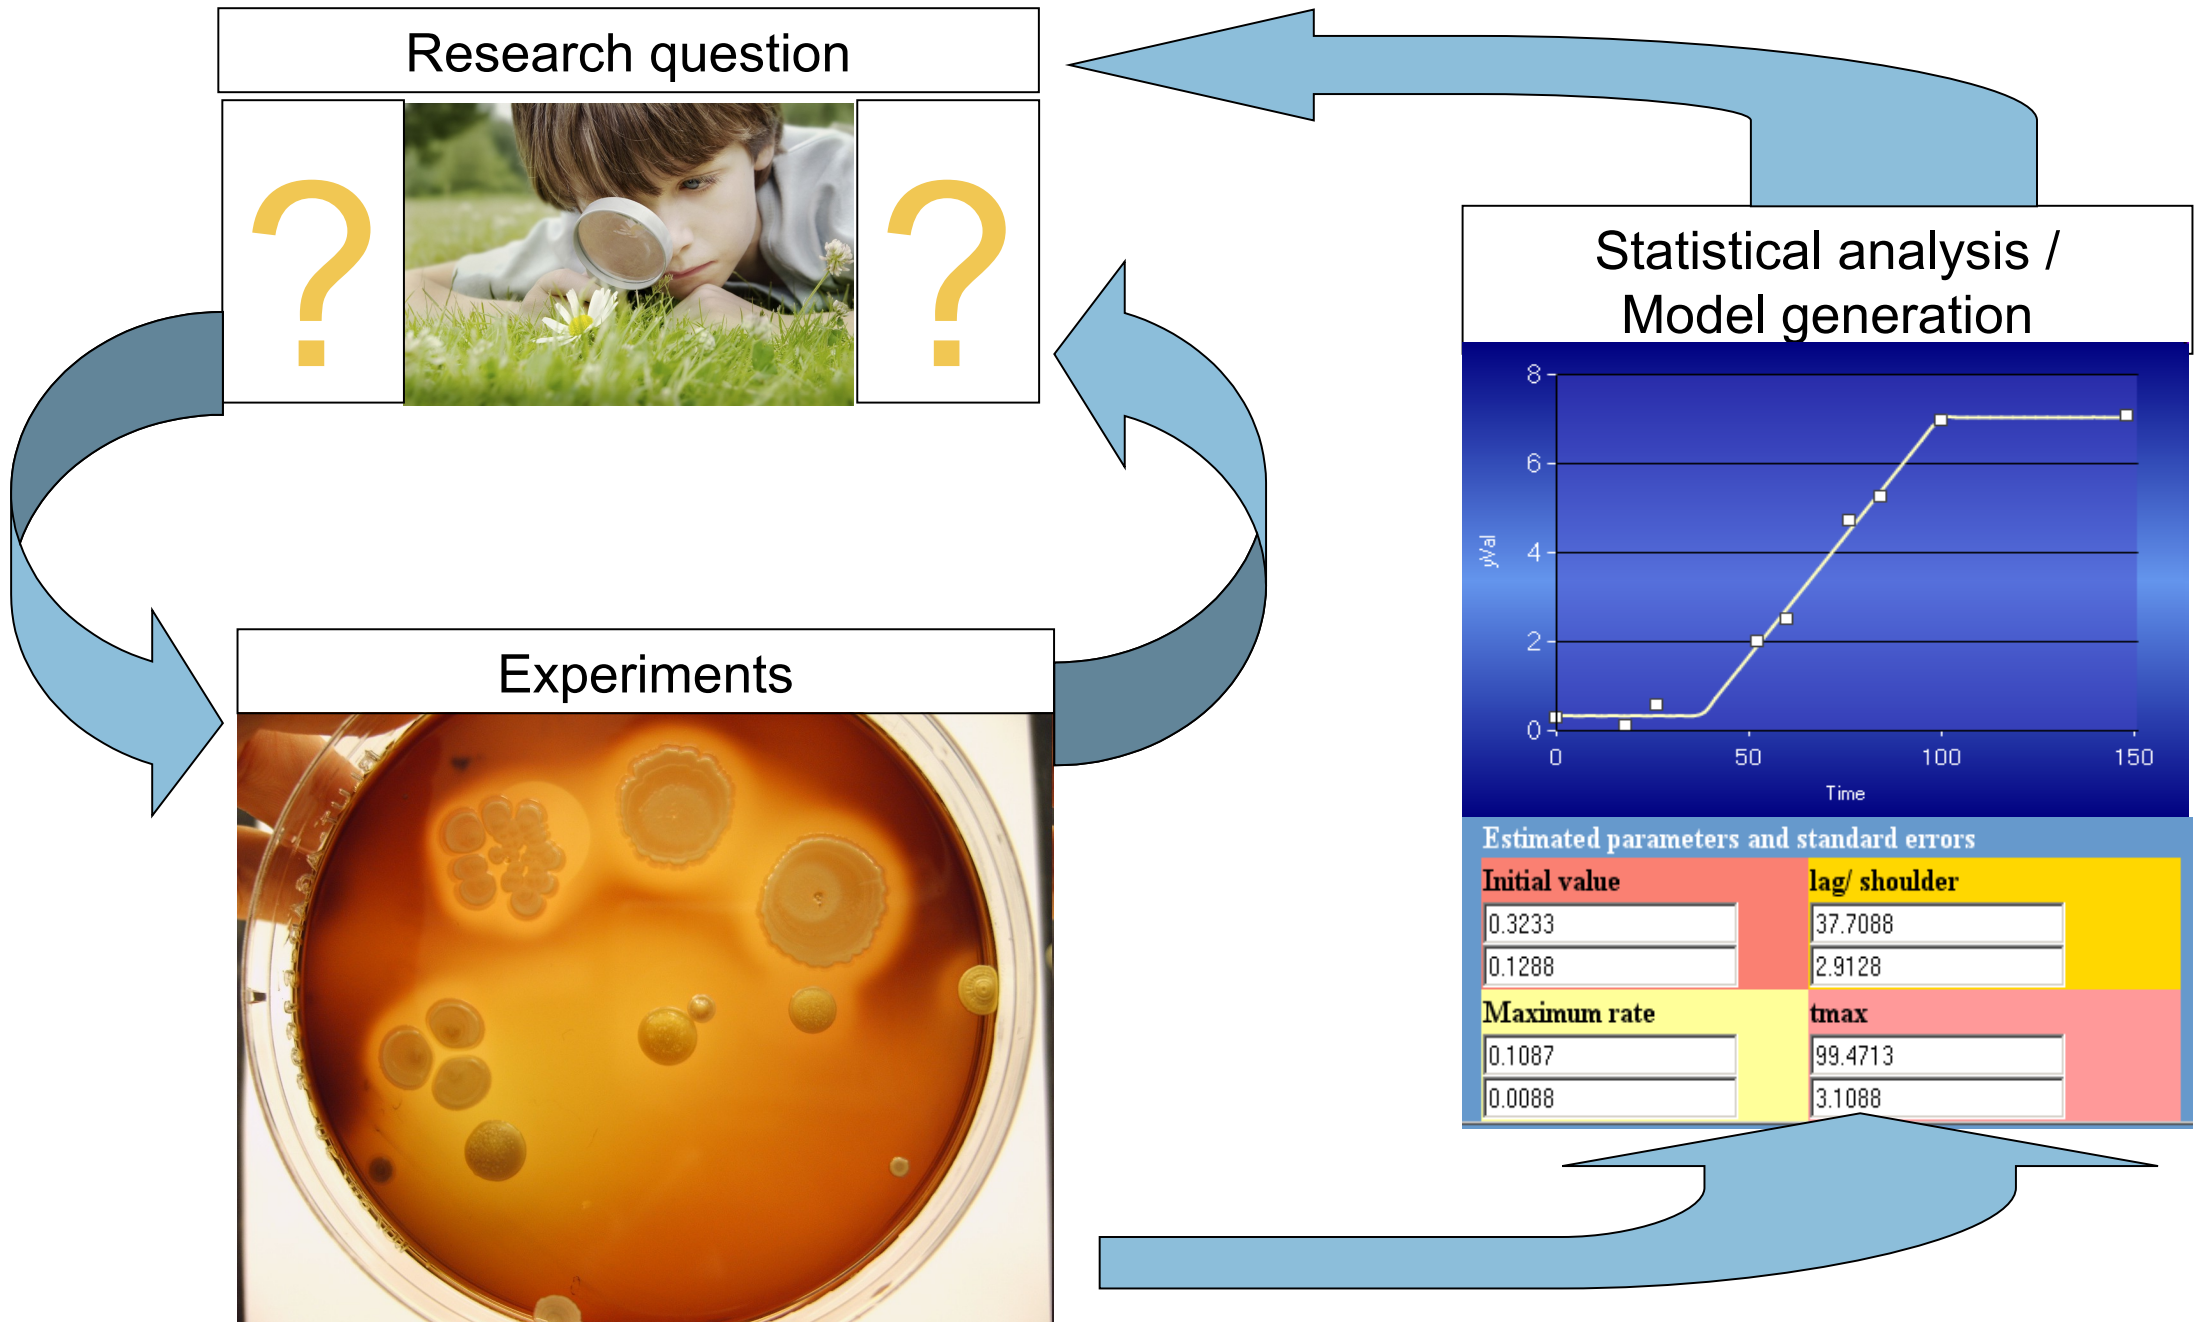 Research question
?
?
Experiments
Statistical analysis /
Model generation
8
6
4
2
0
yVal
0
50
100
150
Time
Estimated parameters and standard errors
Initial value
0.3233
0.1288
lag/ shoulder
37.7088
2.9128
Maximum rate
0.1087
0.0088
tmax
99.4713
3.1088